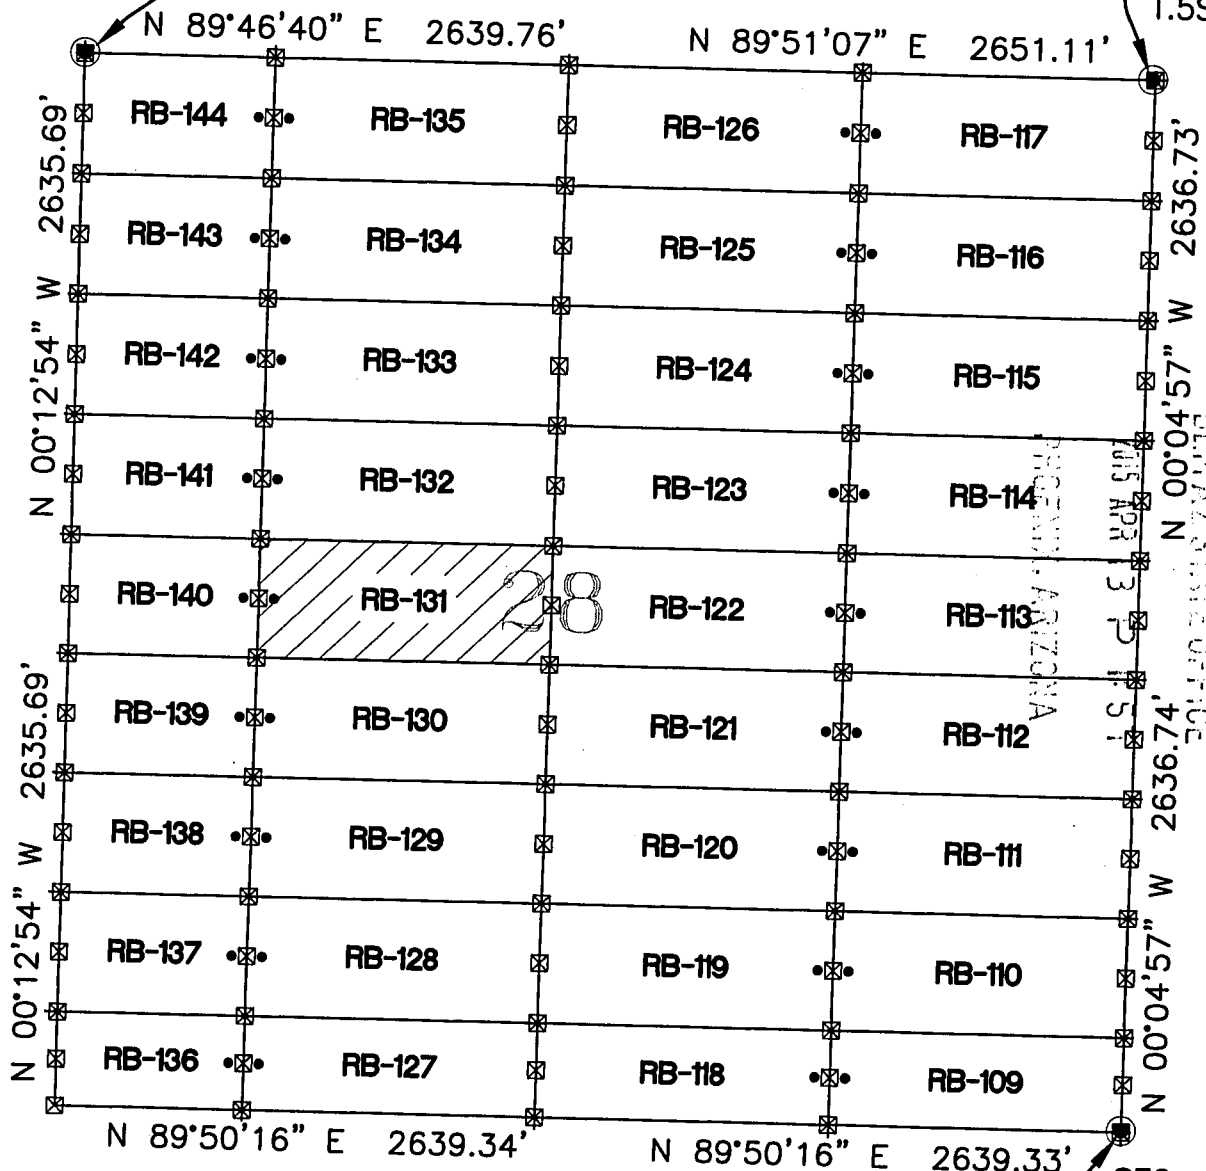 N 89°46'40" E 2639.76' N 89°51'07" E 2651.11'
2635.69' RB-144 RB-135 RB-126 RB-117 2636.73'
RB-143 RB-134 RB-125 RB-116
N 00°12'54" W RB-142 RB-133 RB-124 RB-115 N 00°04'57" W
RB-141 RB-132 RB-123 RB-114
RB-140 RB-131 28 RB-122 RB-113
PHOENIX, ARIZONA
2635.69' RB-139 RB-130 RB-121 RB-112 2636.74'
RB-138 RB-129 RB-120 RB-111
N 00°12'54" W RB-137 RB-128 RB-119 RB-110 N 00°04'57" W
RB-136 RB-127 RB-118 RB-109
N 89°50'16" E 2639.34' N 89°50'16" E 2639.33'